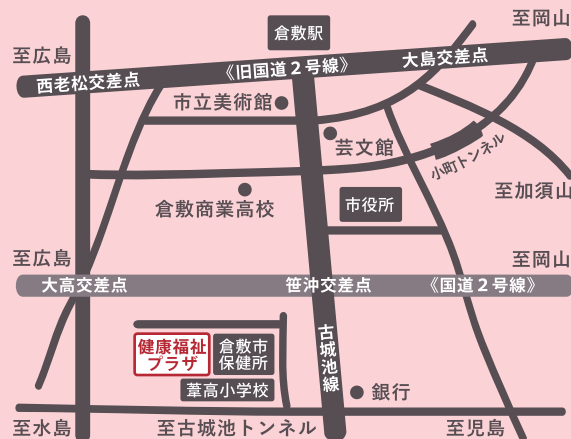 至岡山
倉敷駅
至広島
大島交差点
《旧国道2号線》
西老松交差点
市立美術館
芸文館
小町トンネル
至加須山
倉敷商業高校
市役所
至広島
至岡山
大高交差点
笹沖交差点
《国道2号線》
健康福祉
プラザ
倉敷市
保健所
古城池線
葦高小学校
銀行
至水島
至古城池トンネル
至児島